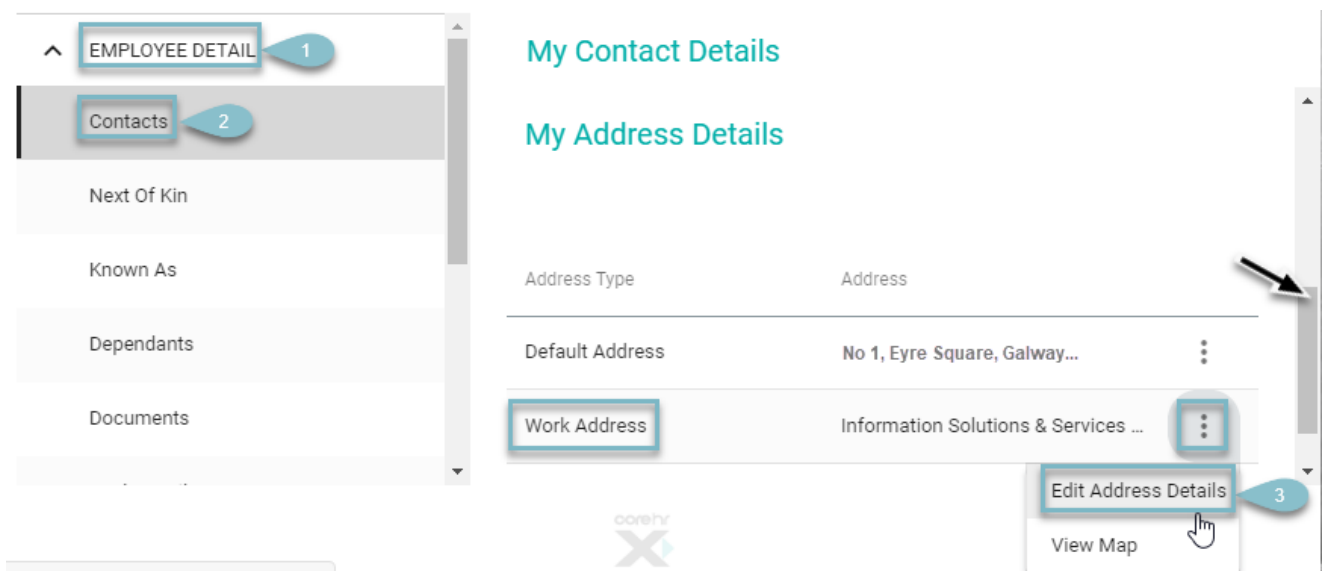 EMPLOYEE DETAIL 1
Contacts 2
Next Of Kin
Known As
Dependants
Documents
My Contact Details
My Address Details
Address Type Address
Default Address No 1, Eyre Square, Galway...
Work Address Information Solutions & Services ...
Edit Address Details 3
View Map
corehr
X